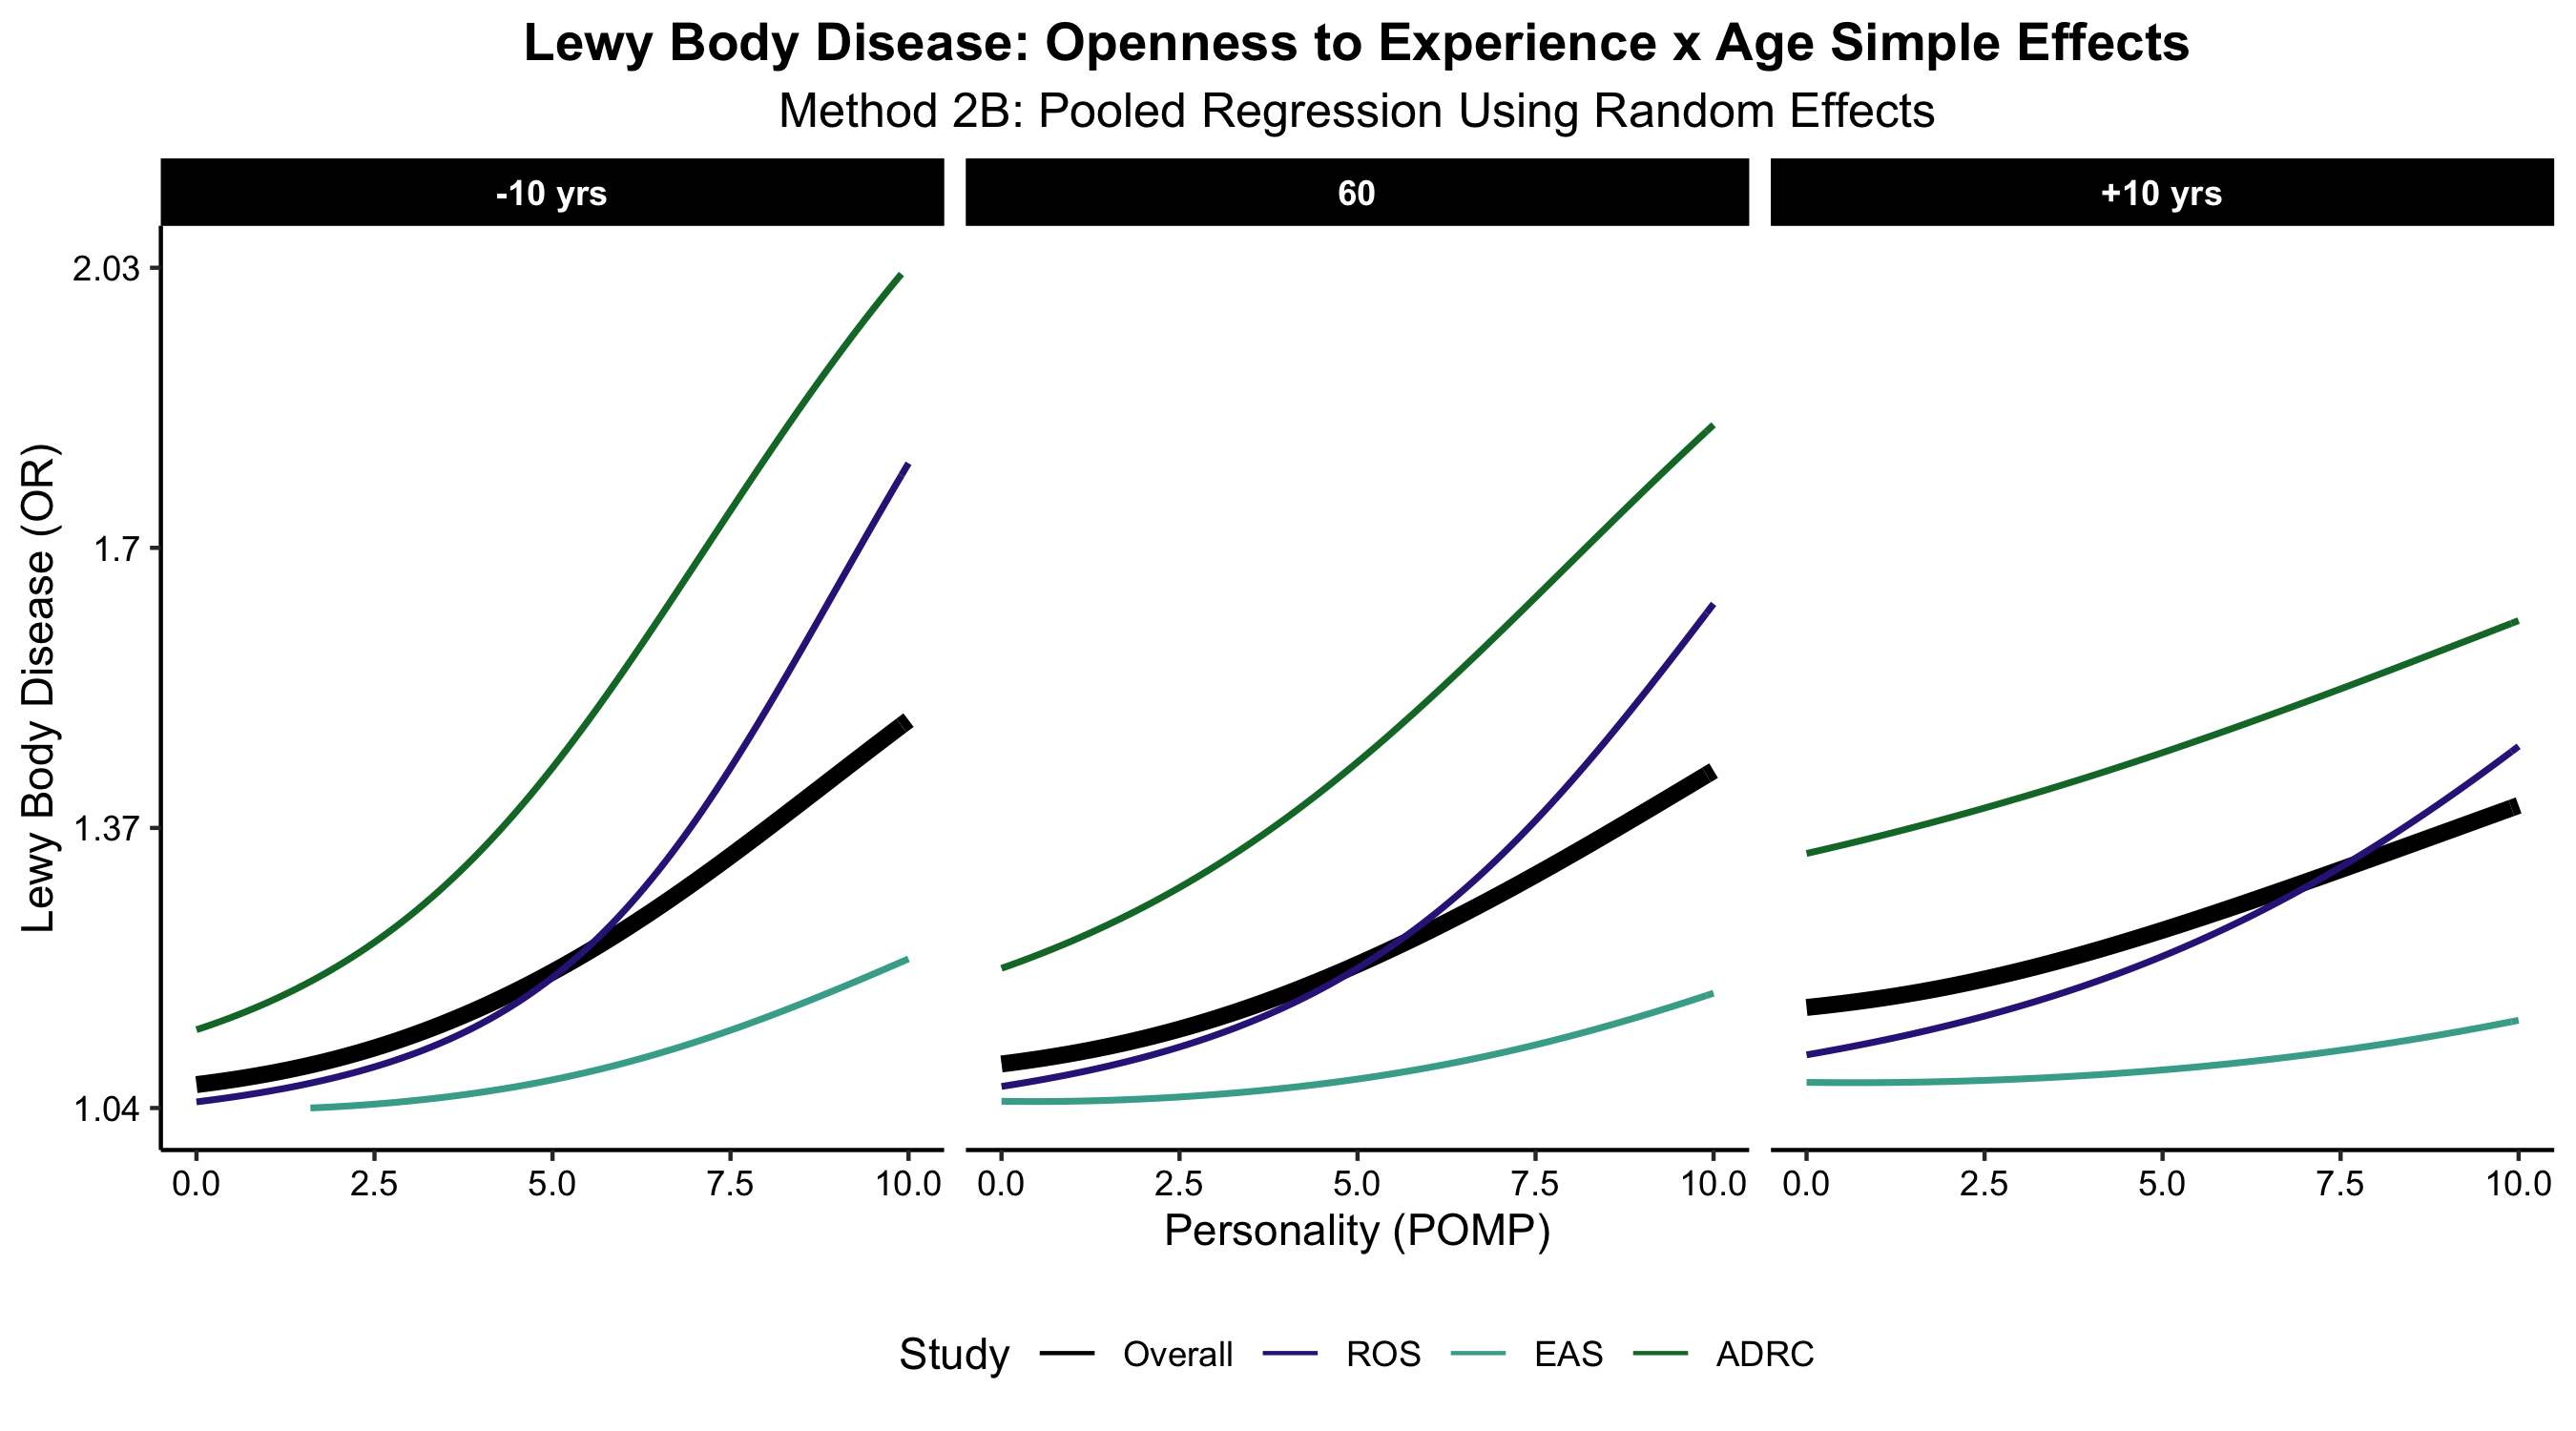 Lewy Body Disease: Openness to Experience x Age Simple Effects
Method 2B: Pooled Regression Using Random Effects
-10 yrs 60 +10 yrs
Lewy Body Disease (OR)
2.03
1.7
1.37
1.04
0.0 2.5 5.0 7.5 10.0 0.0 2.5 5.0 7.5 10.0 0.0 2.5 5.0 7.5 10.0
Personality (POMP)
Study Overall ROS EAS ADRC